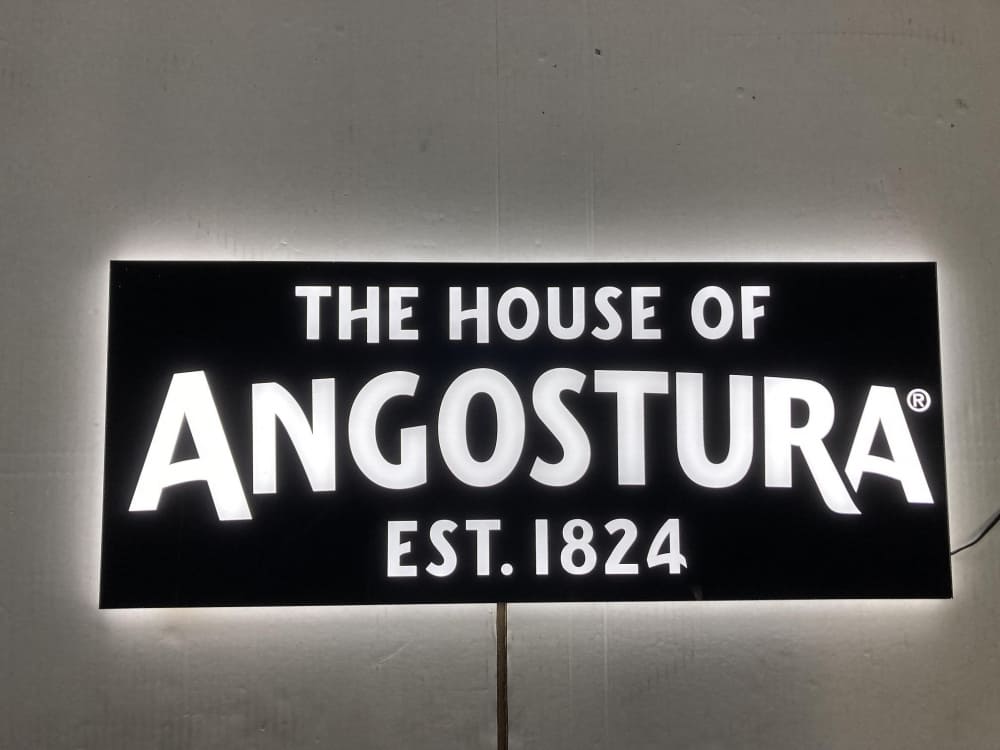 THE HOUSE OF
ANGOSTURA®
EST. 1824